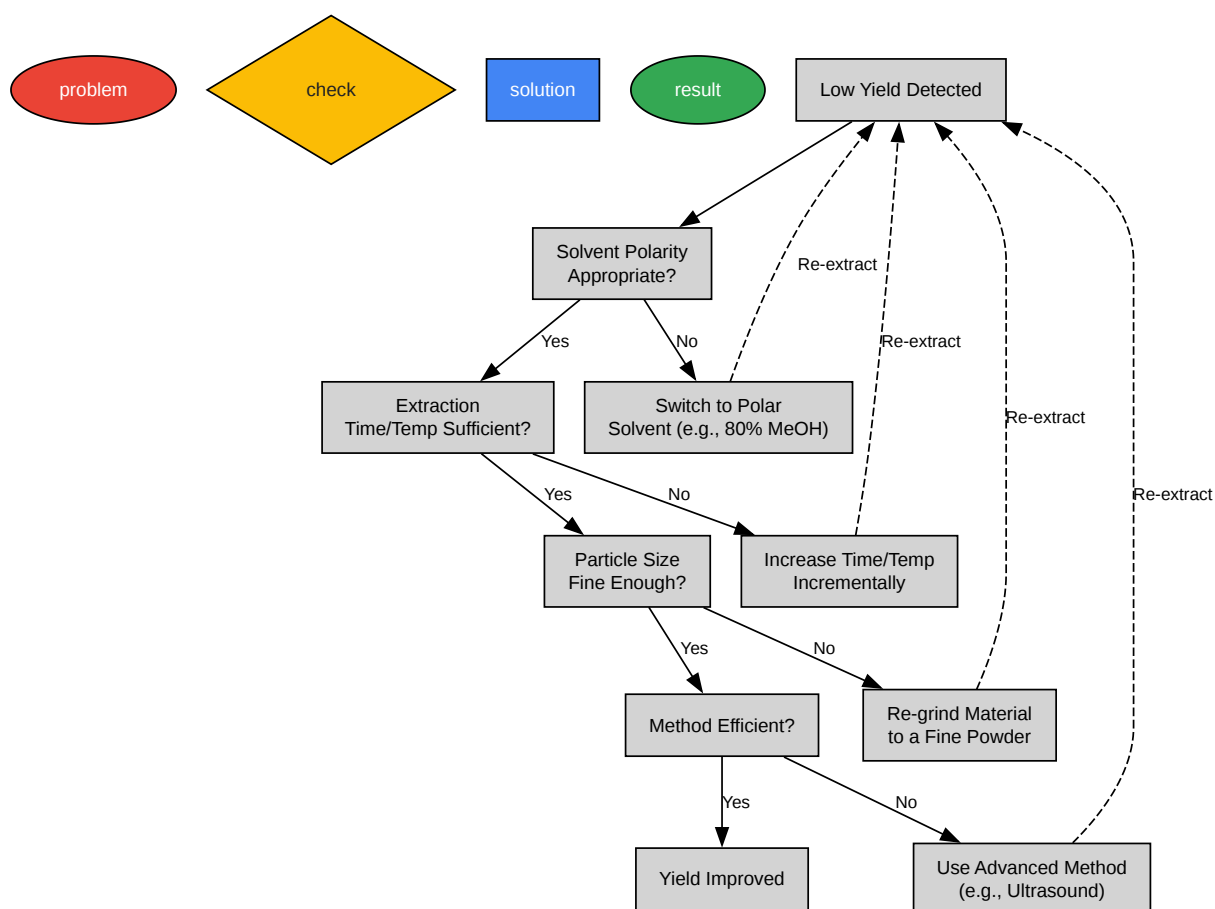 problem
check
solution
result
Low Yield Detected
Solvent Polarity
Appropriate?
Re-extract
Yes
No
Re-extract
Extraction
Time/Temp Sufficient?
Switch to Polar
Solvent (e.g., 80% MeOH)
Re-extract
Yes
No
Re-extract
Particle Size
Fine Enough?
Increase Time/Temp
Incrementally
Yes
No
Method Efficient?
Re-grind Material
to a Fine Powder
Yes
No
Yield Improved
Use Advanced Method
(e.g., Ultrasound)